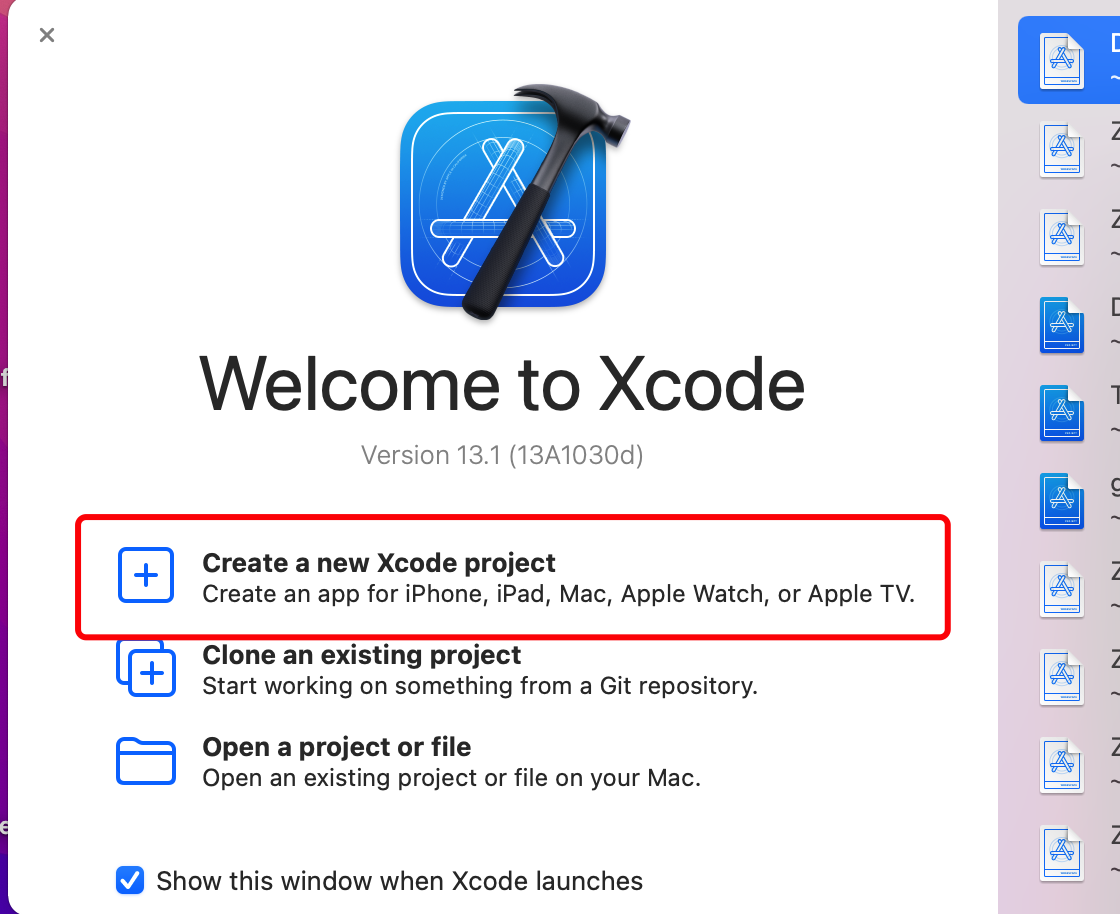 Welcome to Xcode
Version 13.1 (13A1030d)
Create a new Xcode project
Create an app for iPhone, iPad, Mac, Apple Watch, or Apple TV.
Clone an existing project
Start working on something from a Git repository.
Open a project or file
Open an existing project or file on your Mac.
Show this window when Xcode launches